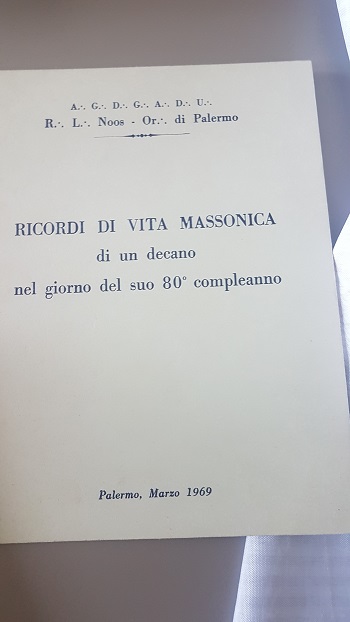 A∴ G∴ D∴ G∴ A∴ D∴ U∴
R∴ L∴ Noos - Or∴ di Palermo
RICORDI DI VITA MASSONICA
di un decano
nel giorno del suo 80° compleanno
Palermo, Marzo 1969